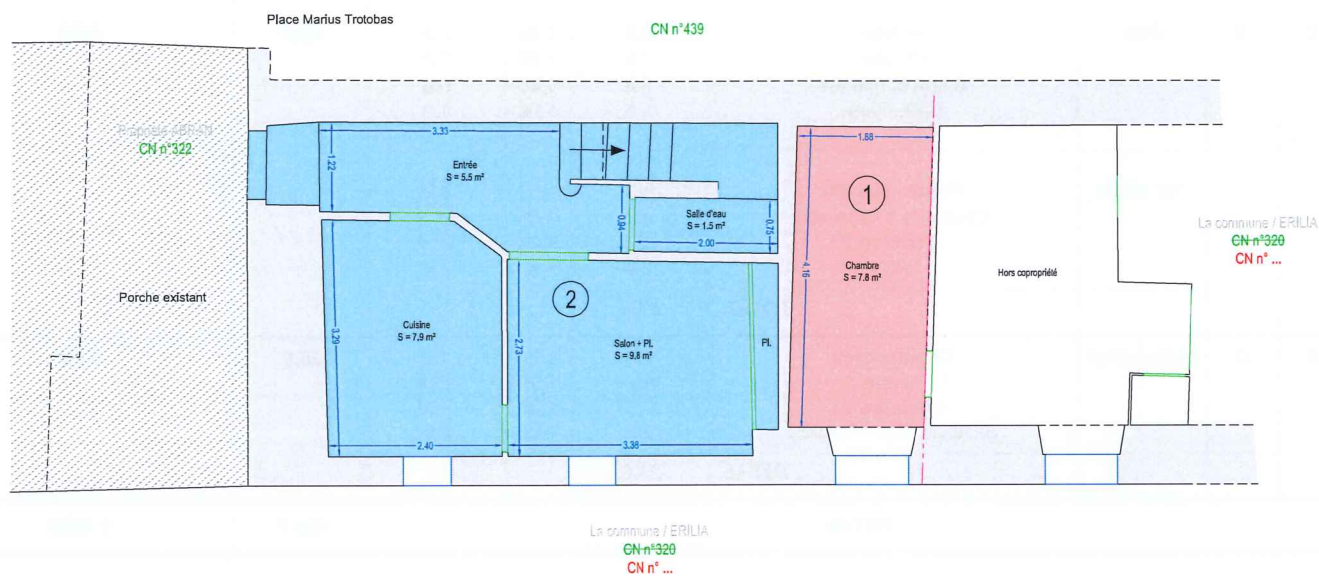 Place Marius Trotobas
CN n°439
Propriété ABRAN
CN n°322
Porche existant
3.33
1.22
Entrée
S = 5.5 m²
0.94
Salle d'eau
S = 1.5 m²
0.75
2.00
1
1.88
4.16
Chambre
S = 7.8 m²
Hors copropriété
La commune / ERILIA
CN n°320
CN n° ...
Cuisine
S = 7.9 m²
3.29
2.40
2
2.73
Salon + Pl.
S = 9.8 m²
Pl.
3.38
La commune / ERILIA
CN n°320
CN n° ...